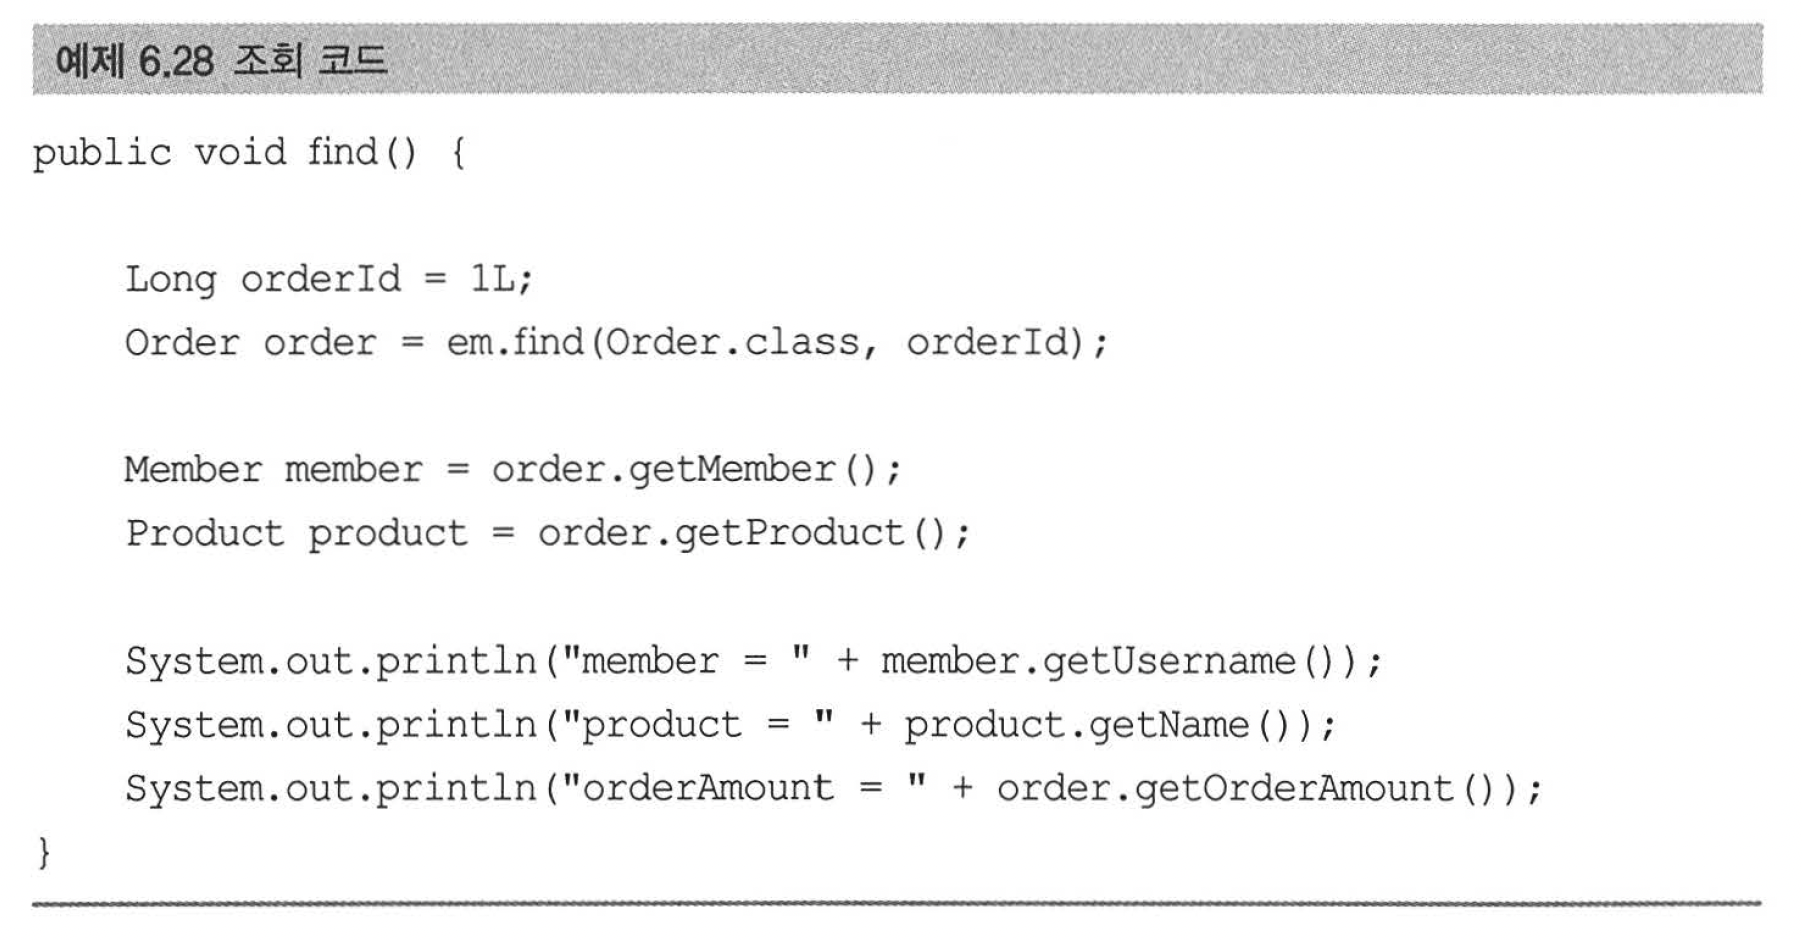 예제 6.28 조회 코드
public void find() {
Long orderId = 1L;
Order order = em.find(Order.class, orderId);
Member member = order.getMember();
Product product = order.getProduct();
System.out.println("member = " + member.getUsername());
System.out.println("product = " + product.getName());
System.out.println("orderAmount = " + order.getOrderAmount());
}